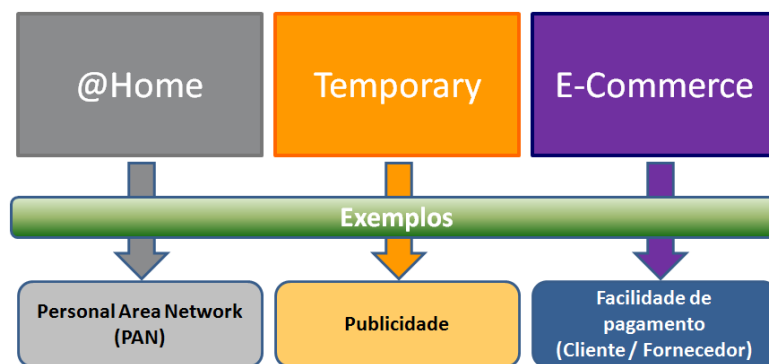 @Home
Temporary
E-Commerce
Exemplos
Personal Area Network
(PAN)
Publicidade
Facilidade de
pagamento
(Cliente / Fornecedor)